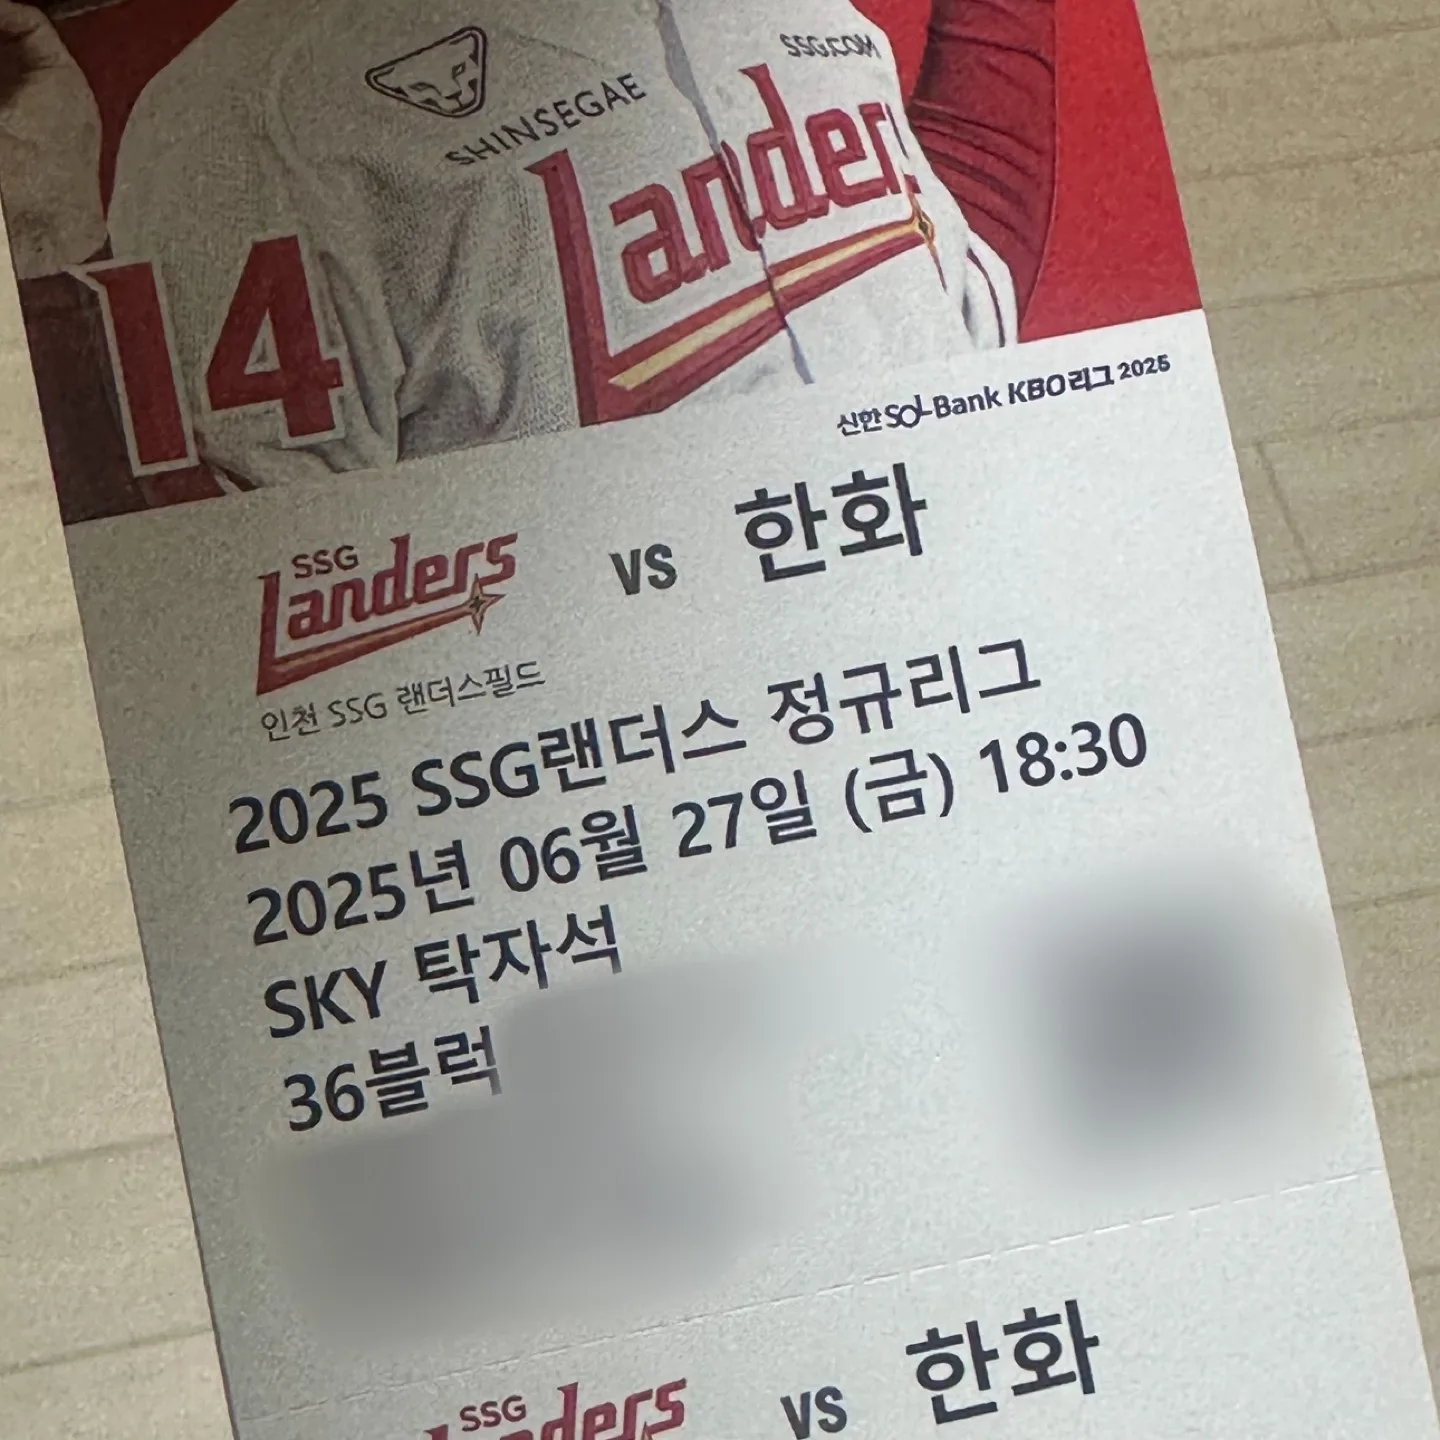 SSG.COM
SHINSEGAE
Landers
14
신한 SOL Bank KBO리그 2025
SSG
Landers
vs 한화
인천 SSG 랜더스필드
2025 SSG랜더스 정규리그
2025년 06월 27일 (금) 18:30
SKY 탁자석
36블럭
SSG
Landers
vs 한화